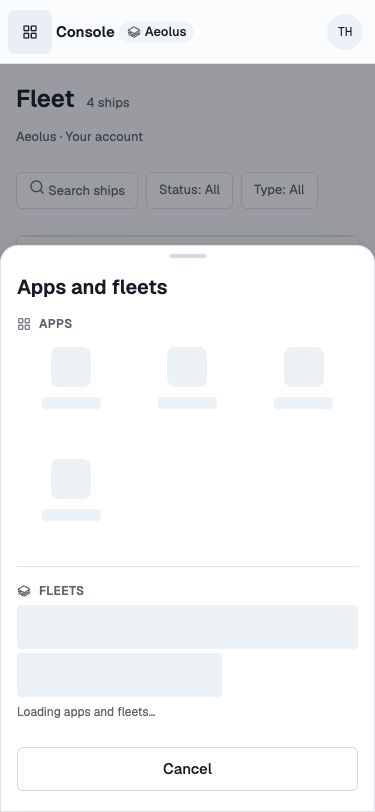 Console Aeolus TH
Fleet 4 ships
Aeolus · Your account
Search ships Status: All Type: All
Apps and fleets
APPS
FLEETS
Loading apps and fleets…
Cancel